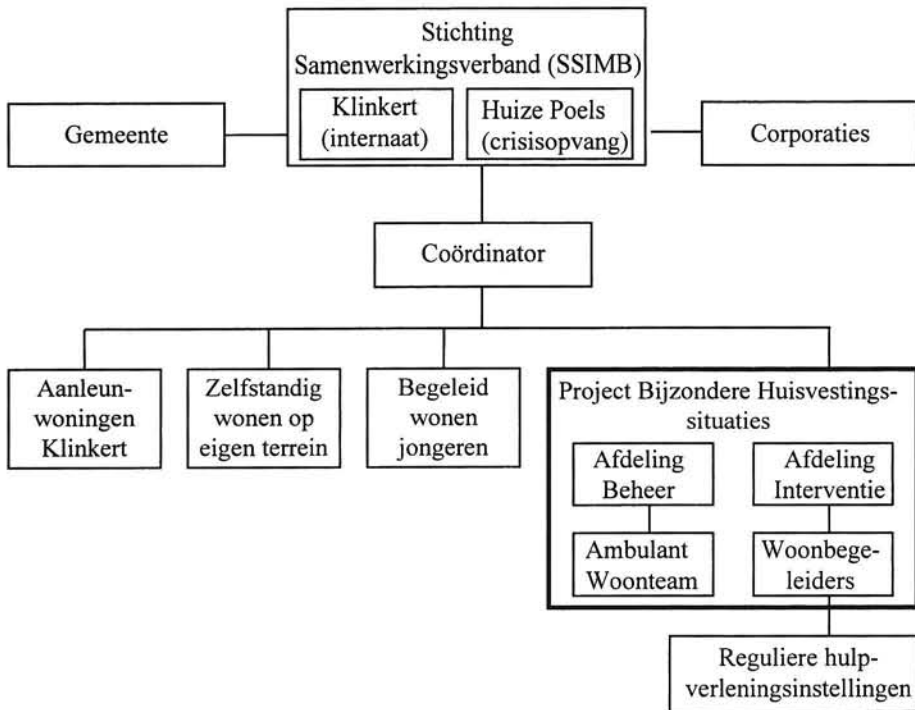 Stichting
Samenwerkingsverband (SSIMB)
Klinkert
(internaat)
Huize Poels
(crisisopvang)
Gemeente
Corporaties
Coördinator
Aanleun-
woningen
Klinkert
Zelfstandig
wonen op
eigen terrein
Begeleid
wonen
jongeren
Project Bijzondere Huisvestings-
situaties
Afdeling
Beheer
Afdeling
Interventie
Ambulant
Woonteam
Woonbege-
leiders
Reguliere hulp-
verleningsinstellingen